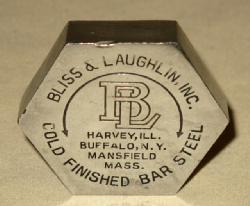 BLISS & LAUGHLIN, INC.
BL
HARVEY, ILL.
BUFFALO, N.Y.
MANSFIELD
MASS.
COLD FINISHED BAR STEEL